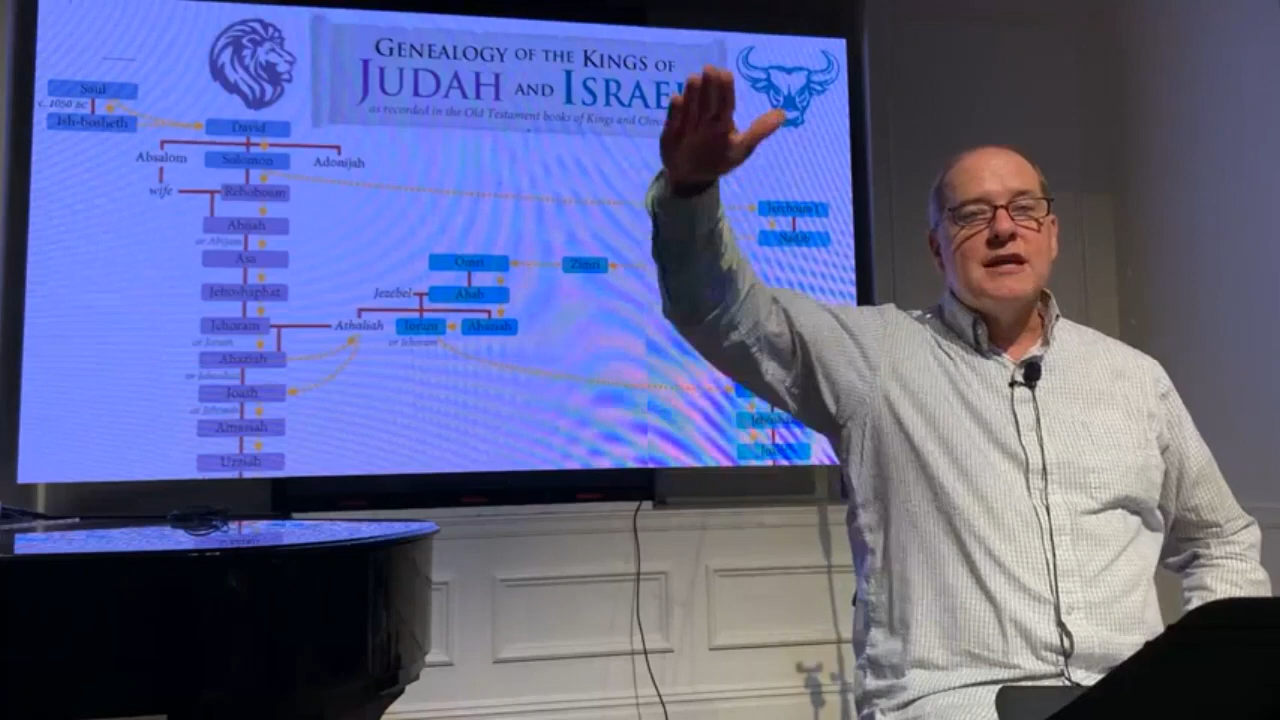 GENEALOGY OF THE KINGS OF
JUDAH AND ISRAE
as recorded in the Old Testament books of Kings and Chro
Saul
c. 1050 BC
Ish-bosheth
David
Absalom
Solomon
Adonijah
wife
Rehoboam
Jeroboam I
Abijah
or Abijam
Nadab
Asa
Omri
Zimri
Jehoshaphat
Jezebel
Ahab
Jehoram
Athaliah
Joram
Ahaziah
or Joram
or Jehoram
Ahaziah
Joash
Amaziah
Uzziah